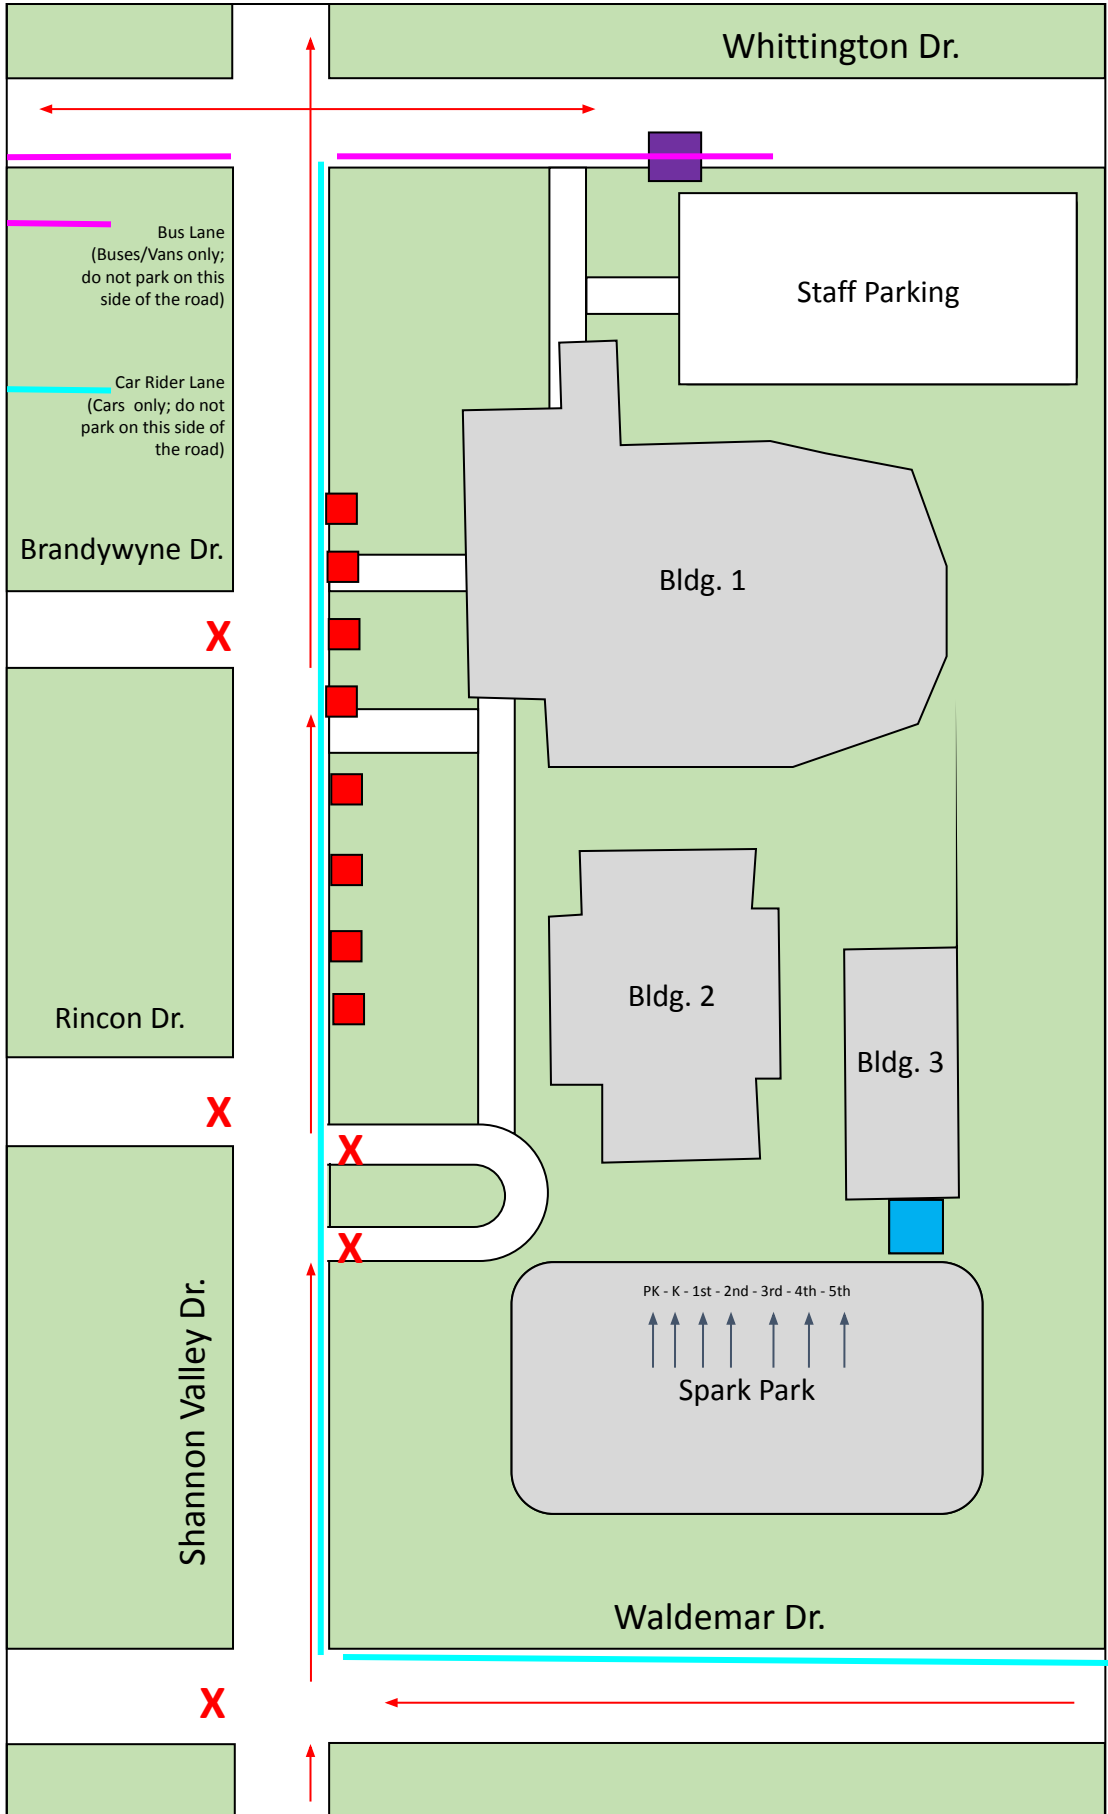 Whittington Dr.
Bus Lane
(Buses/Vans only;
do not park on this
side of the road)
Staff Parking
Car Rider Lane
(Cars only; do not
park on this side of
the road)
Brandywyne Dr.
Bldg. 1
X
Bldg. 2
Rincon Dr.
Bldg. 3
X
X
X
PK - K - 1st - 2nd - 3rd - 4th - 5th
Spark Park
Shannon Valley Dr.
Waldemar Dr.
X